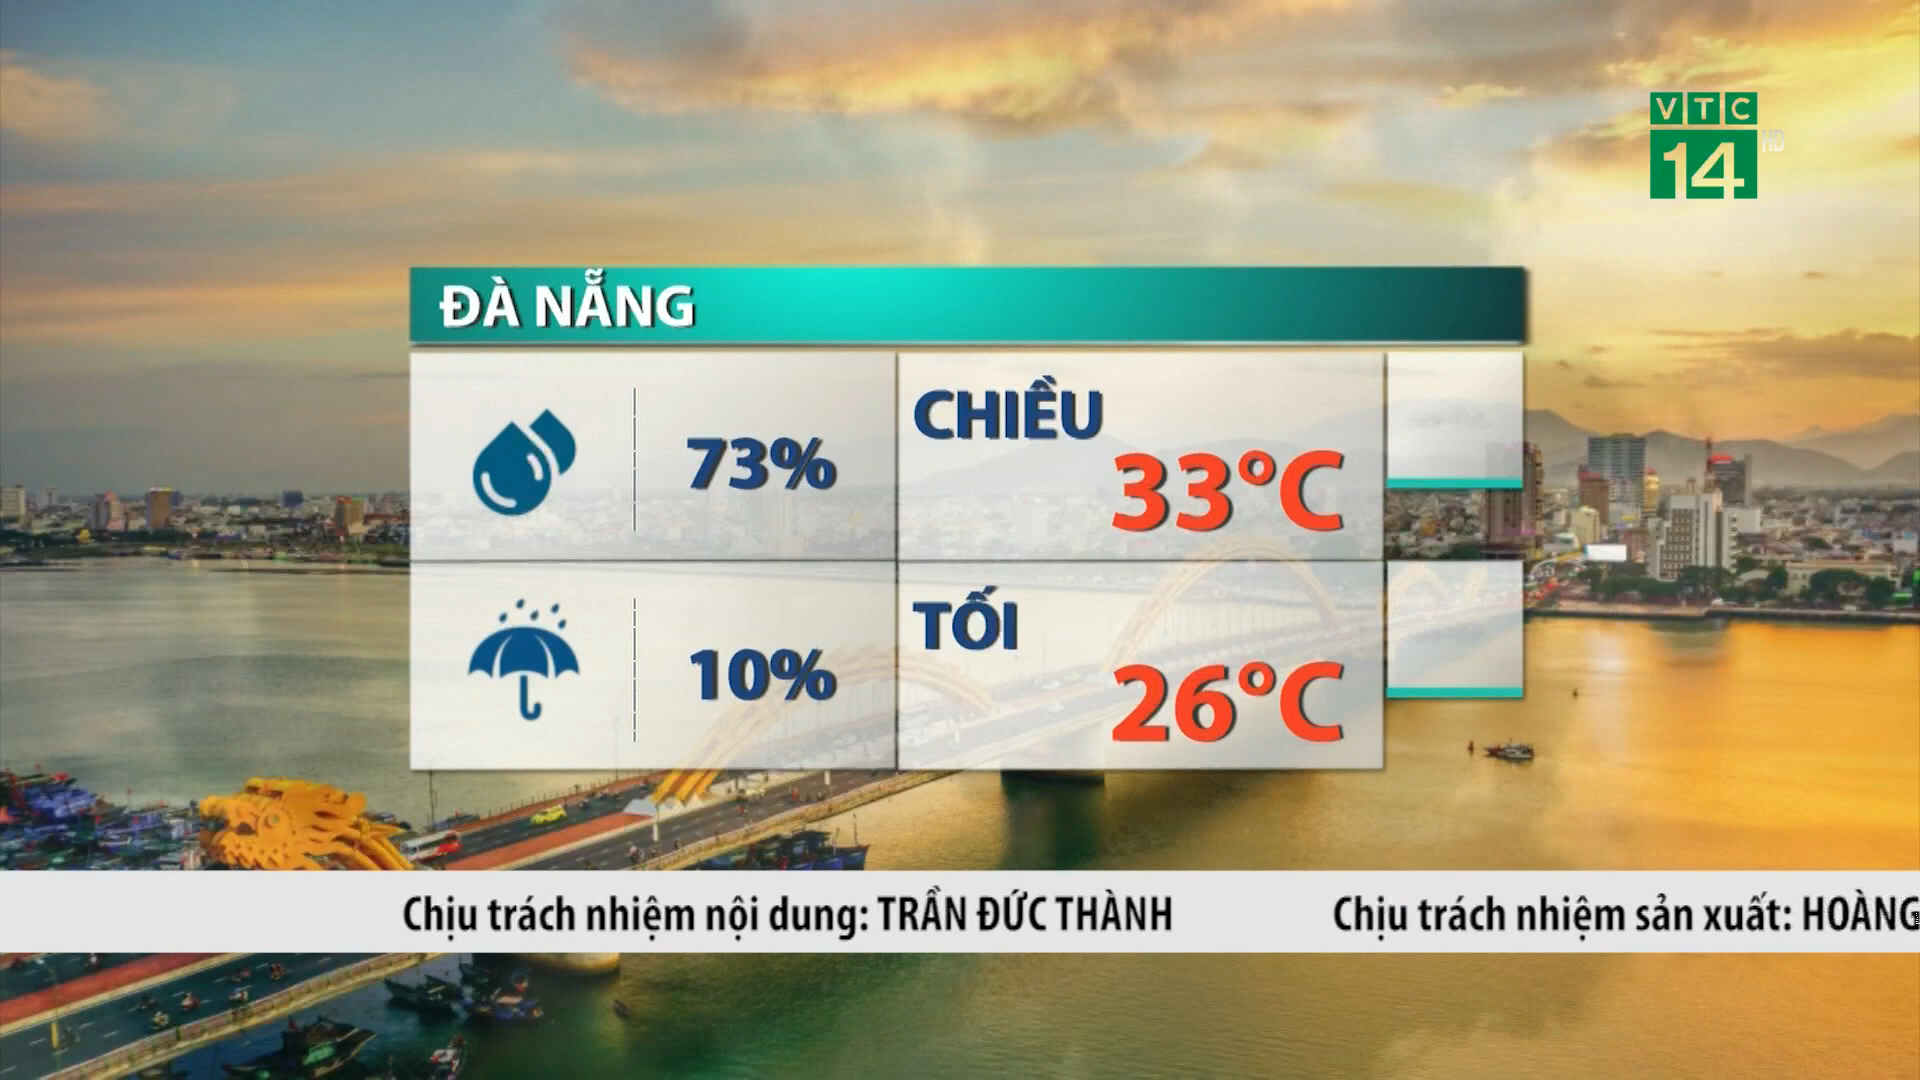 VTC
14
HD
ĐÀ NẴNG
73%
CHIỀU
33°C
10%
TỐI
26°C
Chịu trách nhiệm nội dung: TRẦN ĐỨC THÀNH Chịu trách nhiệm sản xuất: HOÀNG